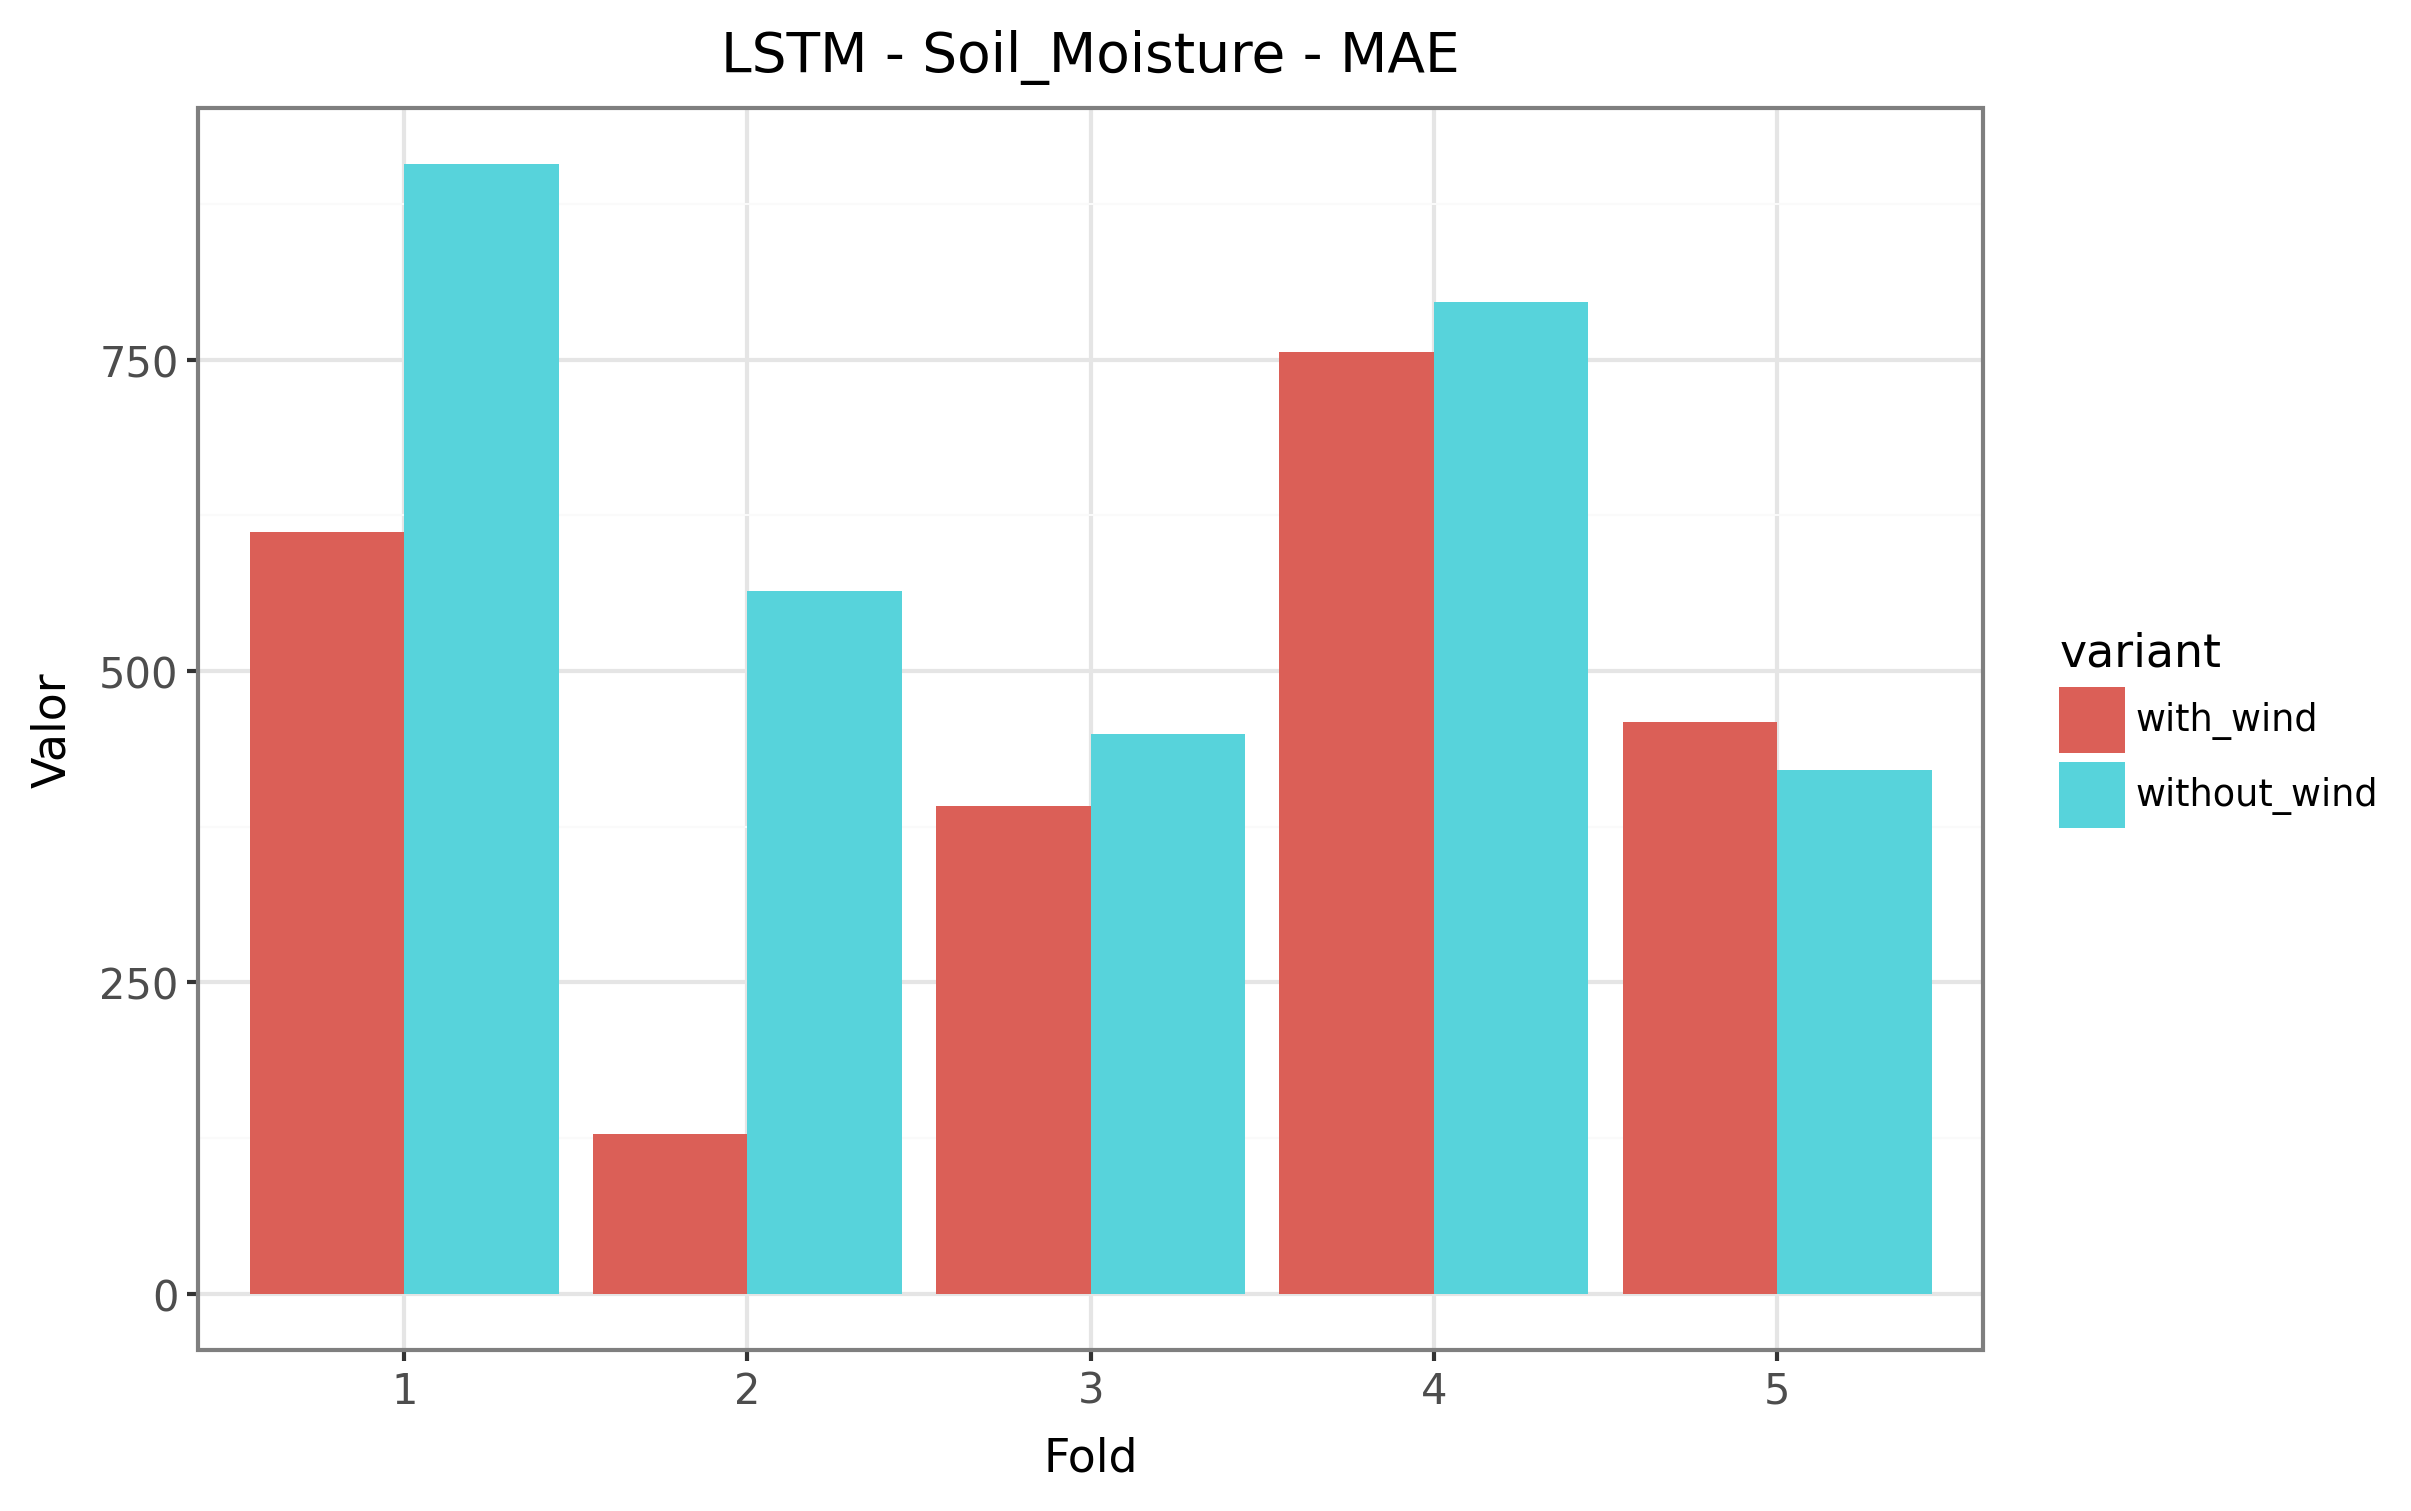 LSTM - Soil_Moisture - MAE
Valor
750
500
250
0
1 2 3 4 5
Fold
variant
with_wind
without_wind